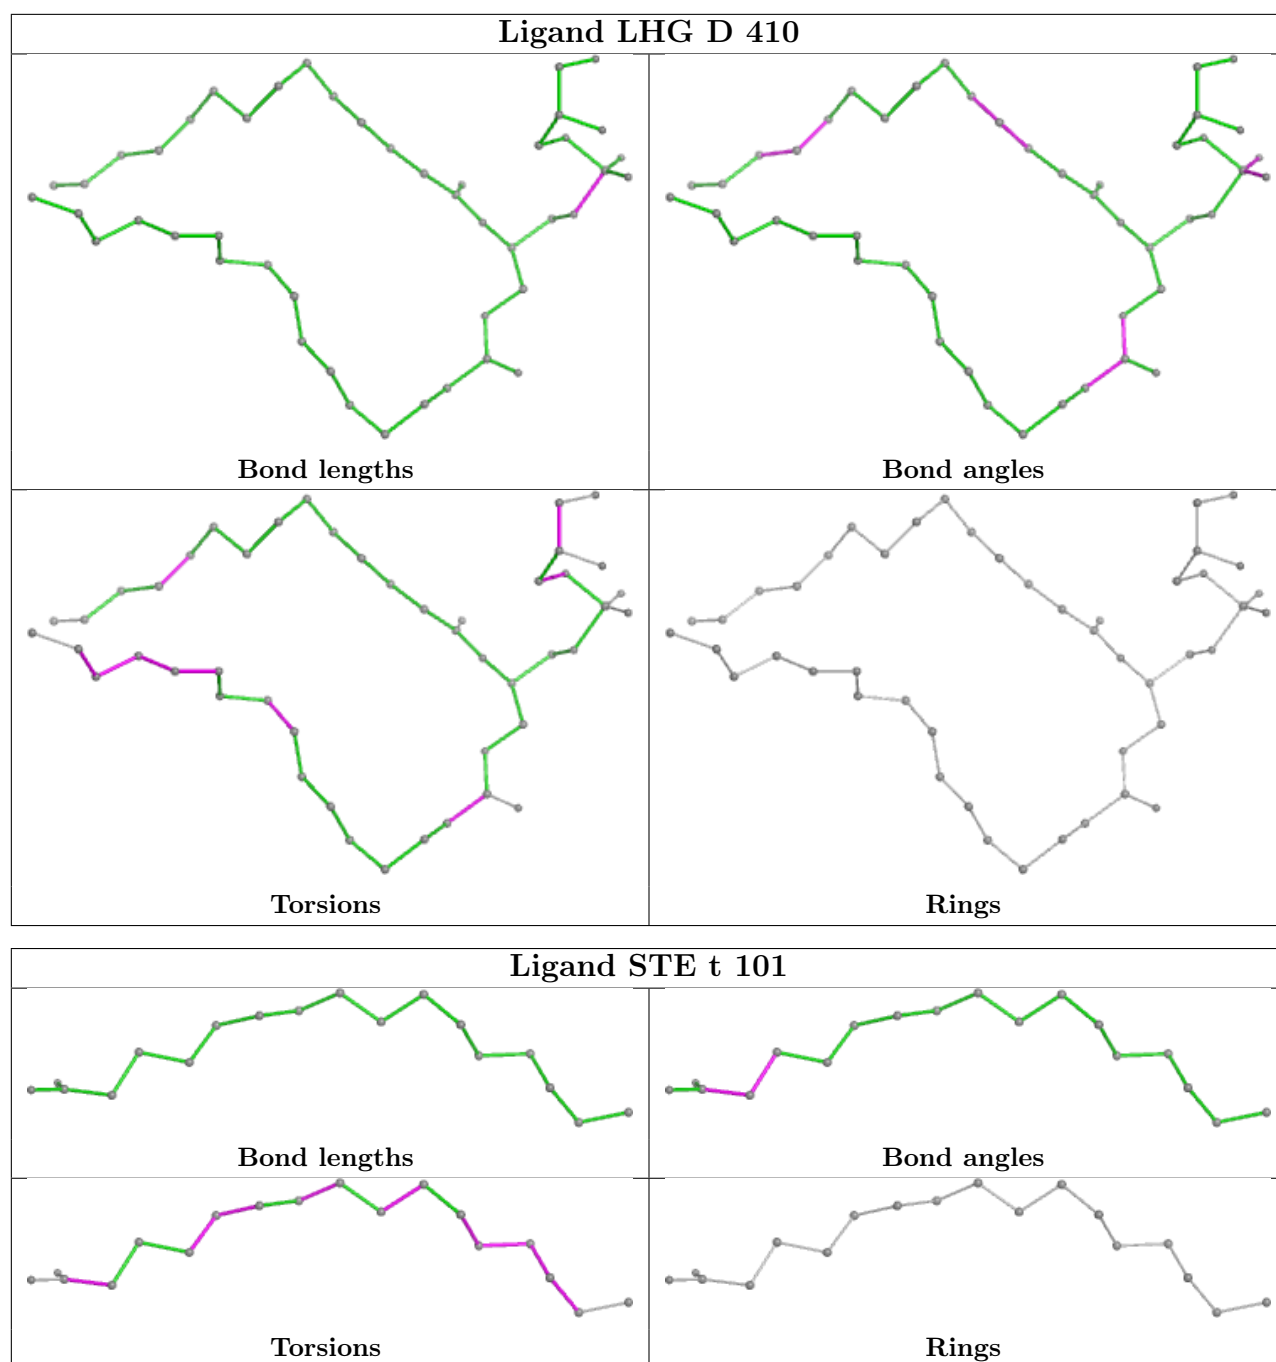 Ligand LHG D 410
Bond lengths
Bond angles
Torsions
Rings
Ligand STE t 101
Bond lengths
Bond angles
Torsions
Rings